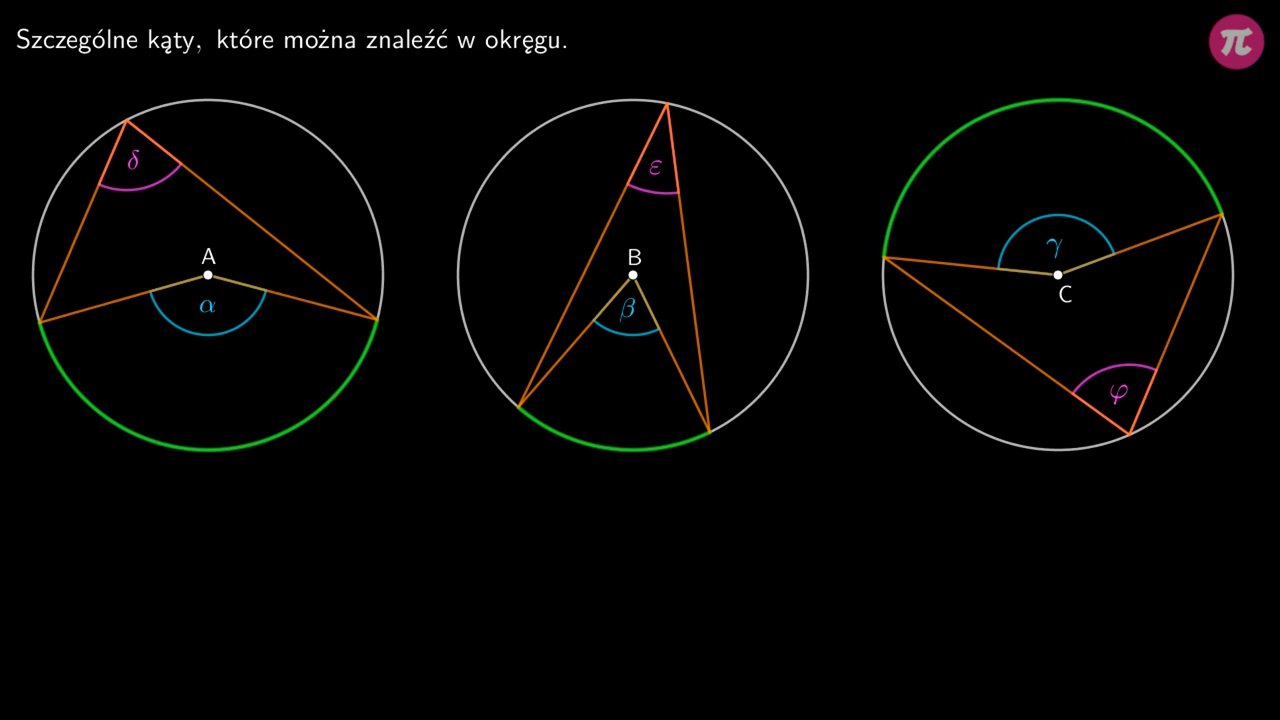 Szczególne kąty, które można znaleźć w okręgu.
π
δ
A
α
ε
B
β
γ
C
φ